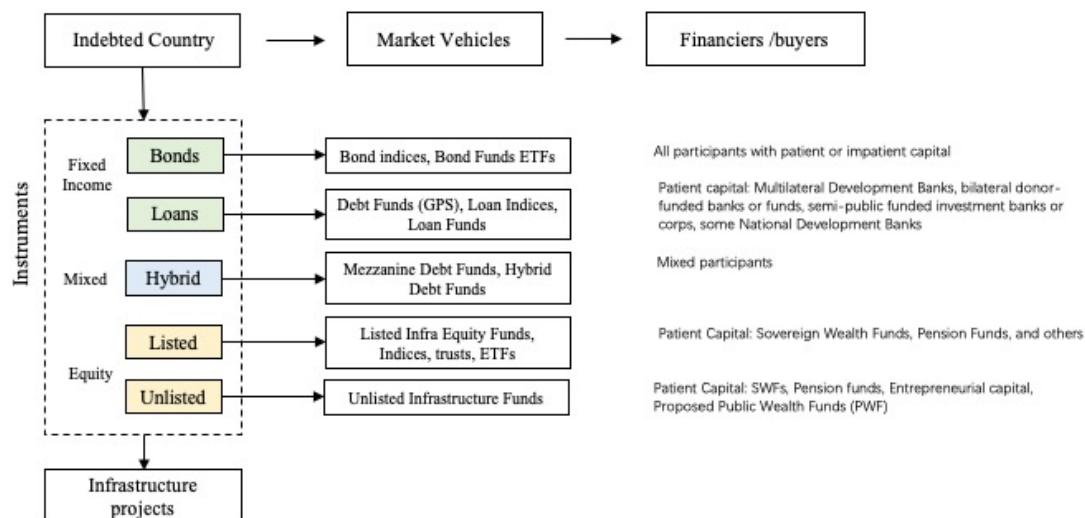 Indebted Country
Market Vehicles
Financiers /buyers
Instruments
Fixed
Income
Bonds
Bond indices, Bond Funds ETFs
All participants with patient or impatient capital
Loans
Debt Funds (GPS), Loan Indices,
Loan Funds
Patient capital: Multilateral Development Banks, bilateral donor-
funded banks or funds, semi-public funded investment banks or
corps, some National Development Banks
Mixed
Hybrid
Mezzanine Debt Funds, Hybrid
Debt Funds
Mixed participants
Equity
Listed
Listed Infra Equity Funds,
Indices, trusts, ETFs
Patient Capital: Sovereign Wealth Funds, Pension Funds, and others
Unlisted
Unlisted Infrastructure Funds
Patient Capital: SWFs, Pension funds, Entrepreneurial capital,
Proposed Public Wealth Funds (PWF)
Infrastructure
projects